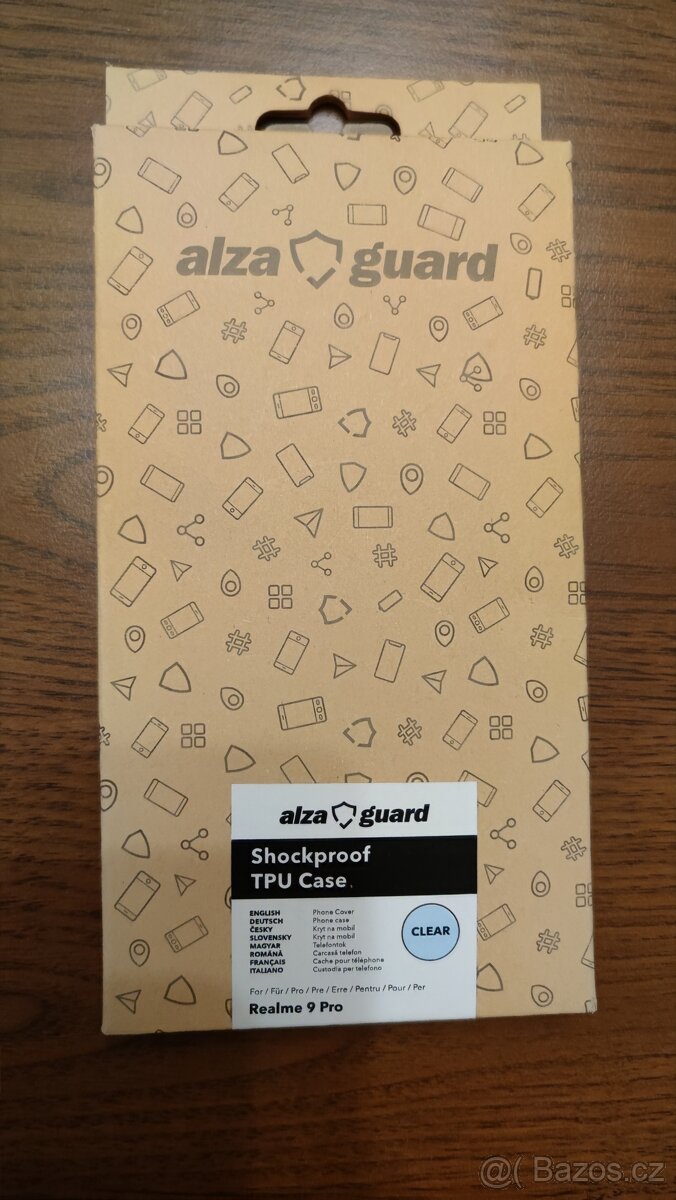 alza guard
alza guard
Shockproof
TPU Case
ENGLISH Phone Cover
DEUTSCH Phone case
ČESKY Kryt na mobil
SLOVENSKY Kryt na mobil
MAGYAR Telefontok
ROMÂNĂ Carcasă telefon
FRANÇAIS Cache pour téléphone
ITALIANO Custodia per telefono
CLEAR
For / Für / Pro / Pre / Erre / Pentru / Pour / Per
Realme 9 Pro
@( Bazos.cz